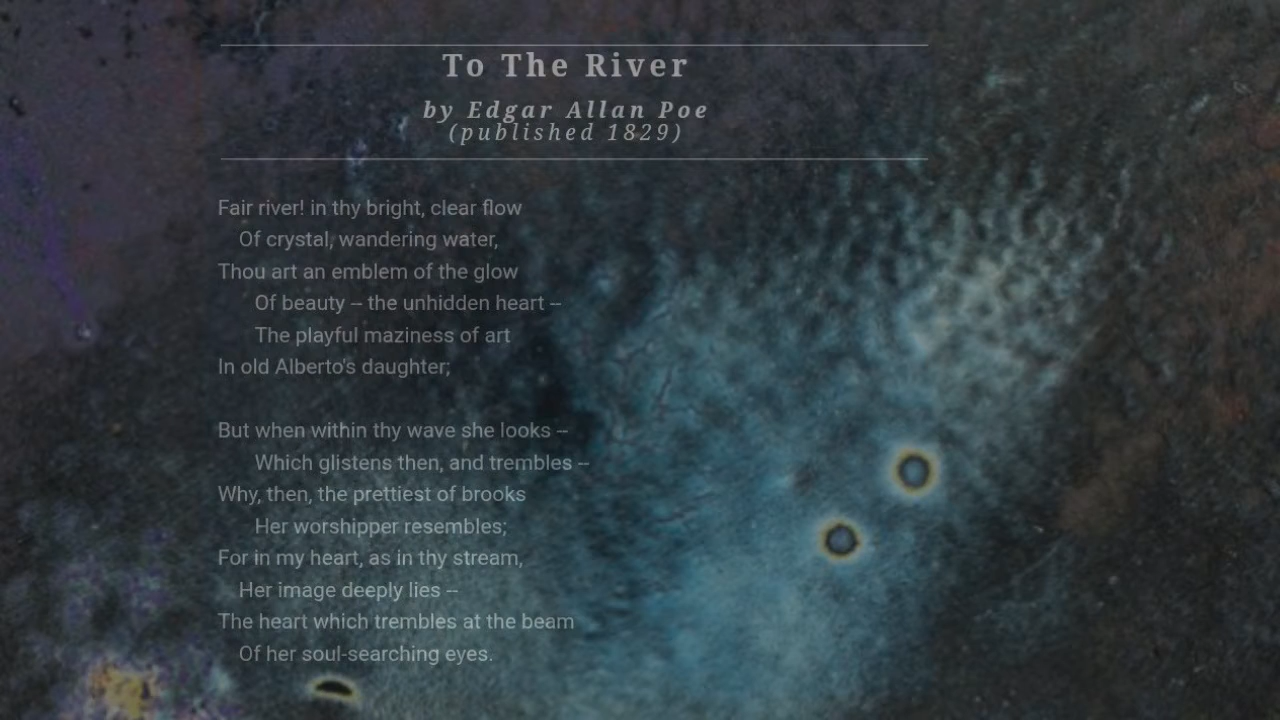 To The River
by Edgar Allan Poe
(published 1829)
Fair river! in thy bright, clear flow
Of crystal, wandering water,
Thou art an emblem of the glow
Of beauty -- the unhidden heart --
The playful maziness of art
In old Alberto's daughter;
But when within thy wave she looks --
Which glistens then, and trembles --
Why, then, the prettiest of brooks
Her worshipper resembles;
For in my heart, as in thy stream,
Her image deeply lies --
The heart which trembles at the beam
Of her soul-searching eyes.